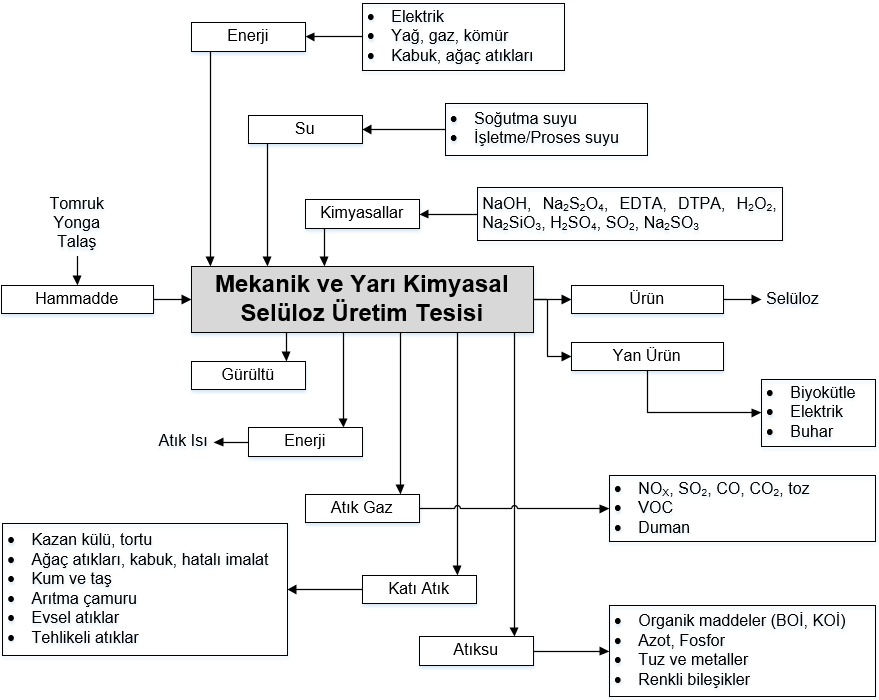 Enerji
• Elektrik
• Yağ, gaz, kömür
• Kabuk, ağaç atıkları
Su
• Soğutma suyu
• İşletme/Proses suyu
Kimyasallar
NaOH, Na₂S₂O₄, EDTA, DTPA, H₂O₂,
Na₂SiO₃, H₂SO₄, SO₂, Na₂SO₃
Tomruk
Yonga
Talaş
Hammadde
Mekanik ve Yarı Kimyasal
Selüloz Üretim Tesisi
Ürün
Selüloz
Yan Ürün
• Biyokütle
• Elektrik
• Buhar
Gürültü
Enerji
Atık Isı
Atık Gaz
• NOₓ, SO₂, CO, CO₂, toz
• VOC
• Duman
Katı Atık
• Kazan külü, tortu
• Ağaç atıkları, kabuk, hatalı imalat
• Kum ve taş
• Arıtma çamuru
• Evsel atıklar
• Tehlikeli atıklar
Atıksu
• Organik maddeler (BOİ, KOİ)
• Azot, Fosfor
• Tuz ve metaller
• Renkli bileşikler